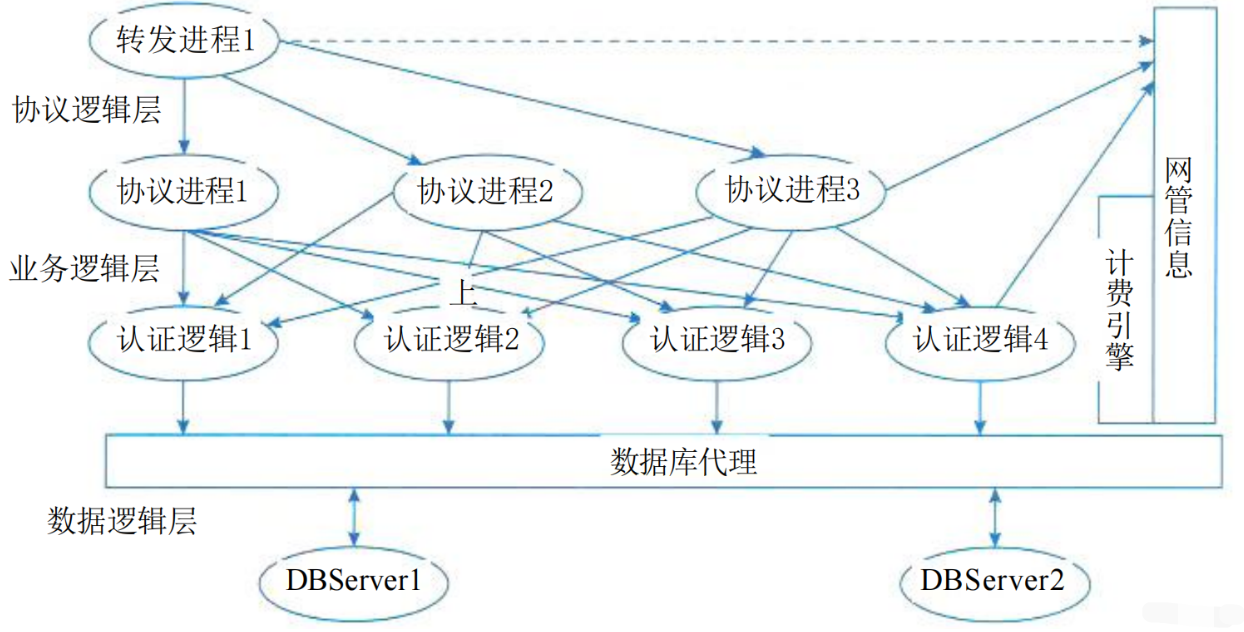 转发进程1
协议逻辑层
协议进程1
协议进程2
协议进程3
网管信息
业务逻辑层
上
计费引擎
认证逻辑1
认证逻辑2
认证逻辑3
认证逻辑4
数据库代理
数据逻辑层
DBServer1
DBServer2